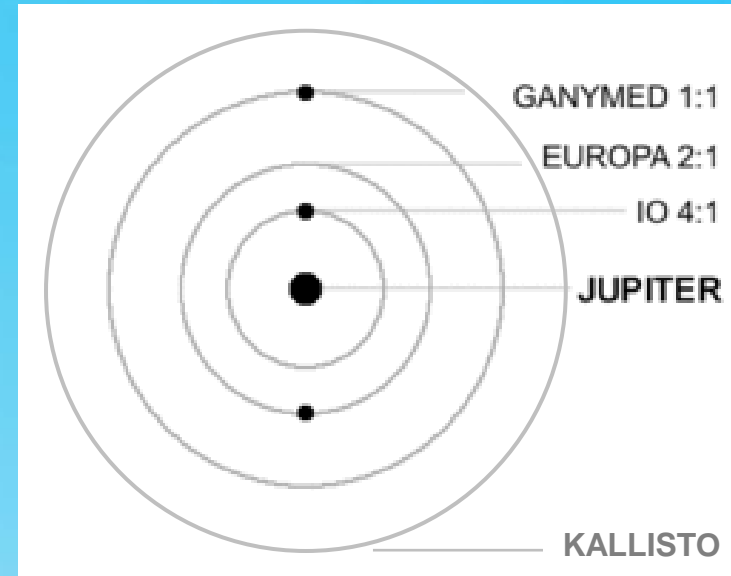 GANYMED 1:1
EUROPA 2:1
IO 4:1
JUPITER
KALLISTO